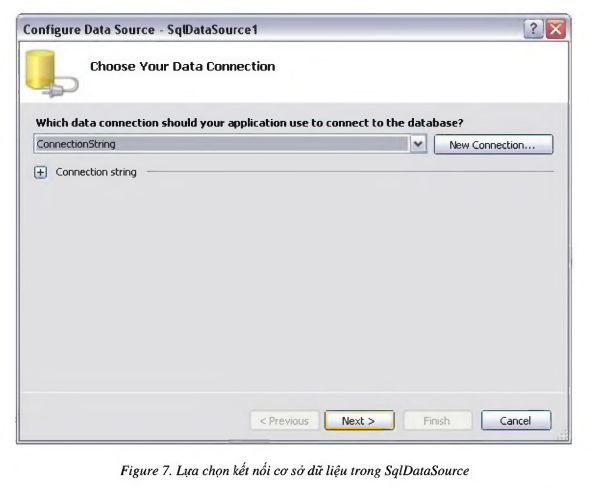 Configure Data Source - SqlDataSource1
Choose Your Data Connection
Which data connection should your application use to connect to the database?
ConnectionString
New Connection...
Connection string
< Previous
Next >
Finish
Cancel
Figure 7. Lựa chọn kết nối cơ sở dữ liệu trong SqlDataSource